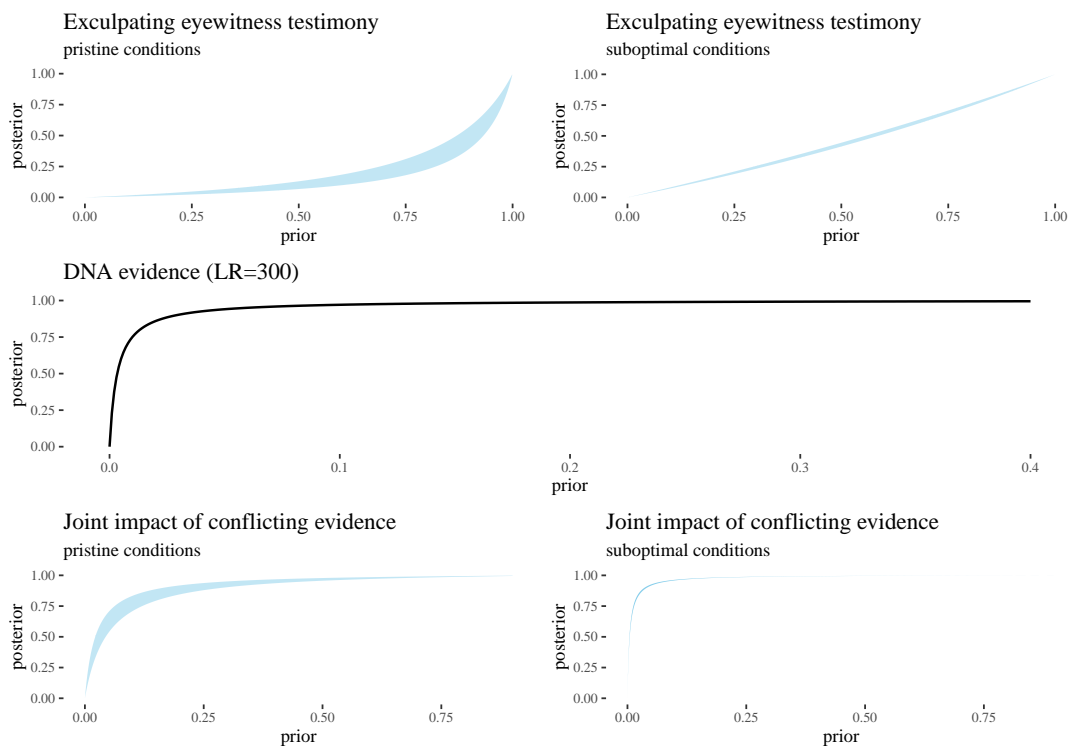 Exculpating eyewitness testimony
pristine conditions
1.00
0.75
0.50
0.25
0.00
posterior
0.00 0.25 0.50 0.75 1.00
prior
Exculpating eyewitness testimony
suboptimal conditions
1.00
0.75
0.50
0.25
0.00
posterior
0.00 0.25 0.50 0.75 1.00
prior
DNA evidence (LR=300)
1.00
0.75
0.50
0.25
0.00
posterior
0.0 0.1 0.2 0.3 0.4
prior
Joint impact of conflicting evidence
pristine conditions
1.00
0.75
0.50
0.25
0.00
posterior
0.00 0.25 0.50 0.75
prior
Joint impact of conflicting evidence
suboptimal conditions
1.00
0.75
0.50
0.25
0.00
posterior
0.00 0.25 0.50 0.75
prior